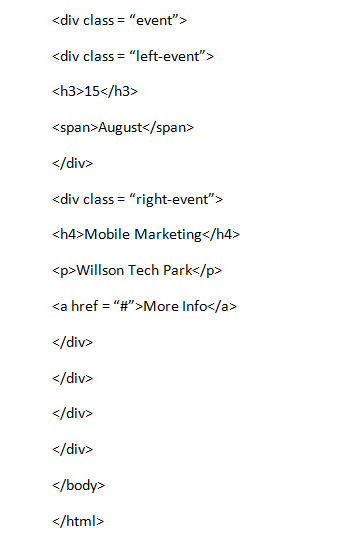 <div class = “event”>
<div class = “left-event”>
<h3>15</h3>
<span>August</span>
</div>
<div class = “right-event”>
<h4>Mobile Marketing</h4>
<p>Willson Tech Park</p>
<a href = “#”>More Info</a>
</div>
</div>
</div>
</div>
</body>
</html>